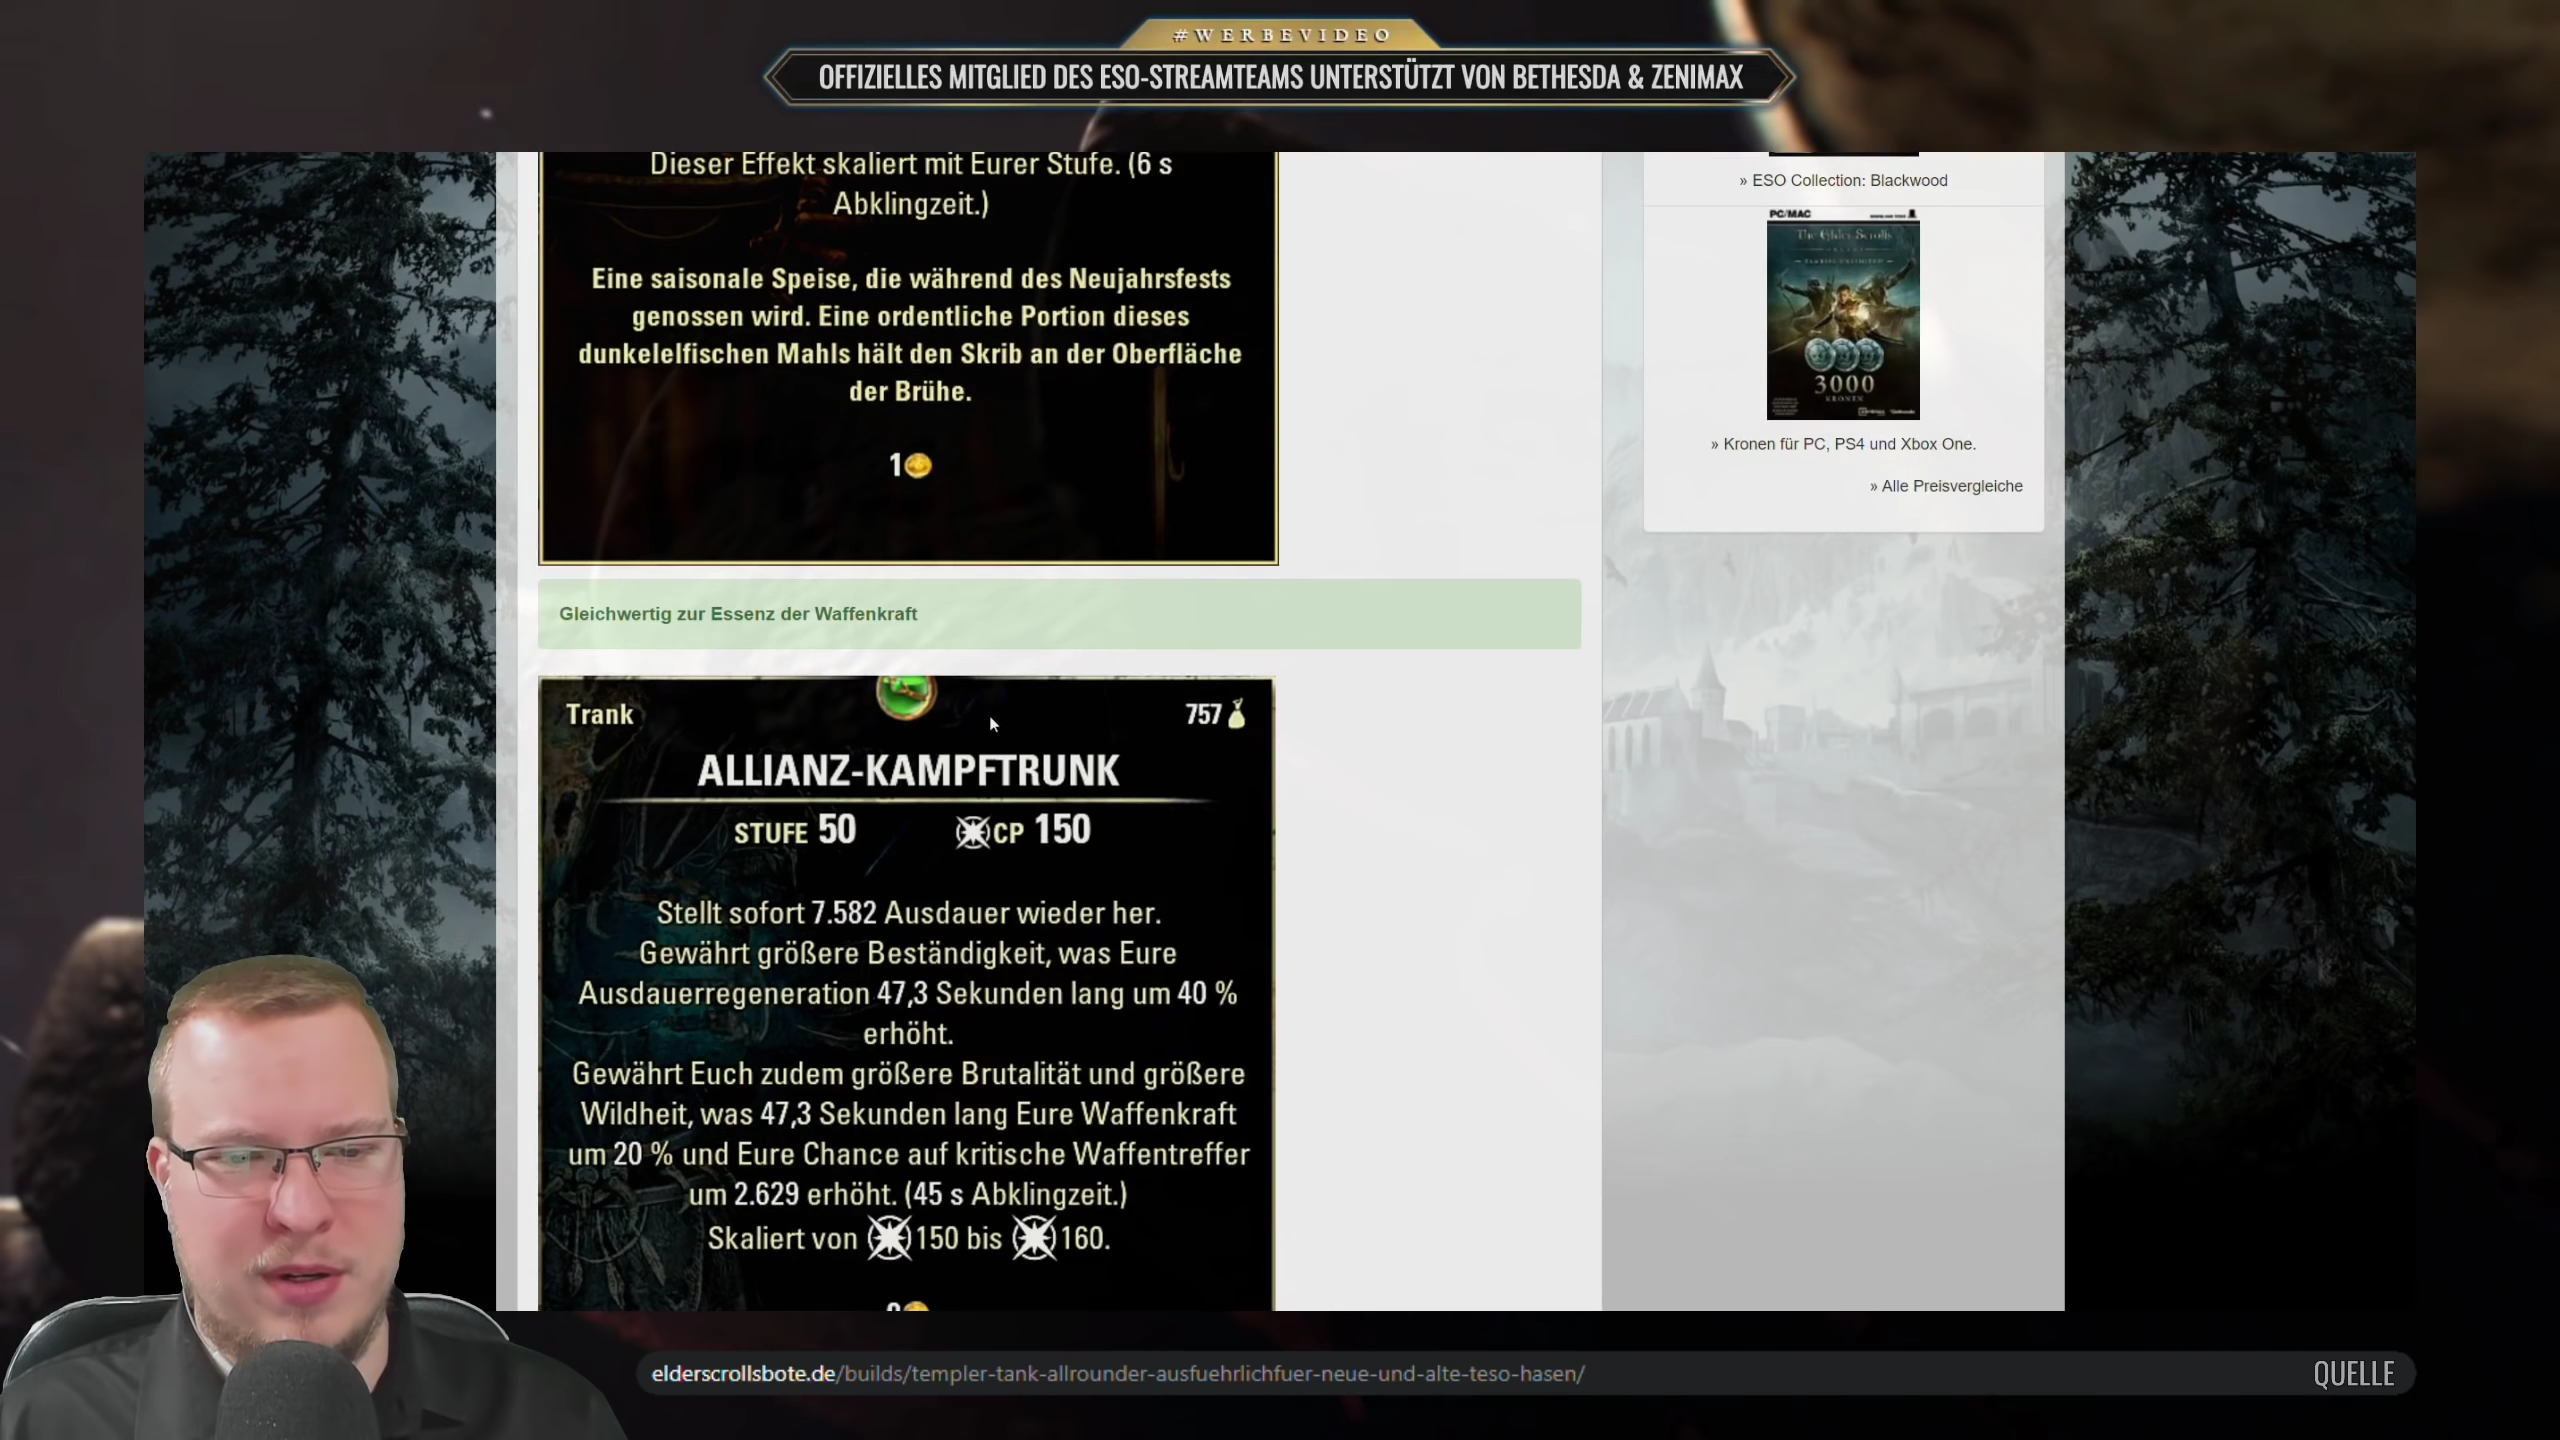 #WERBEVIDEO
OFFIZIELLES MITGLIED DES ESO-STREAMTEAMS UNTERSTÜTZT VON BETHESDA & ZENIMAX
Dieser Effekt skaliert mit Eurer Stufe. (6 s
Abklingzeit.)
Eine saisonale Speise, die während des Neujahrsfests
genossen wird. Eine ordentliche Portion dieses
dunkelelfischen Mahls hält den Skrib an der Oberfläche
der Brühe.
1
» ESO Collection: Blackwood
PC/MAC
The Elder Scrolls
3000
KRONEN
» Kronen für PC, PS4 und Xbox One.
» Alle Preisvergleiche
Gleichwertig zur Essenz der Waffenkraft
Trank
757
ALLIANZ-KAMPFTRUNK
STUFE 50 CP 150
Stellt sofort 7.582 Ausdauer wieder her.
Gewährt größere Beständigkeit, was Eure
Ausdauerregeneration 47,3 Sekunden lang um 40 %
erhöht.
Gewährt Euch zudem größere Brutalität und größere
Wildheit, was 47,3 Sekunden lang Eure Waffenkraft
um 20 % und Eure Chance auf kritische Waffentreffer
um 2.629 erhöht. (45 s Abklingzeit.)
Skaliert von 150 bis 160.
elderscrollsbote.de/builds/templer-tank-allrounder-ausfuehrlichfuer-neue-und-alte-teso-hasen/
QUELLE